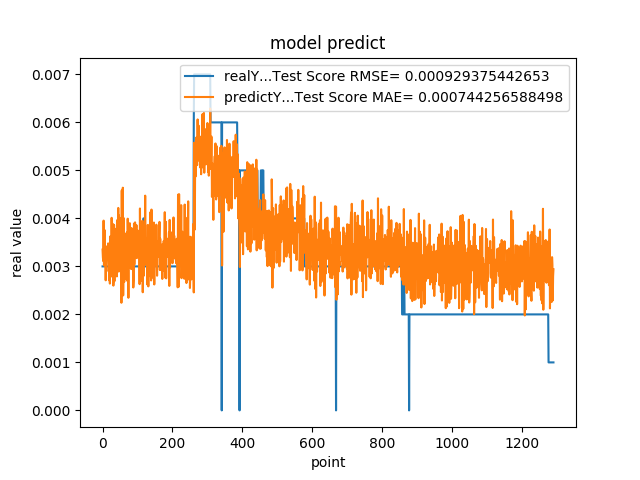 model predict
realY...Test Score RMSE= 0.000929375442653
predictY...Test Score MAE= 0.000744256588498
0.007
0.006
0.005
0.004
0.003
0.002
0.001
0.000
real value
0 200 400 600 800 1000 1200
point